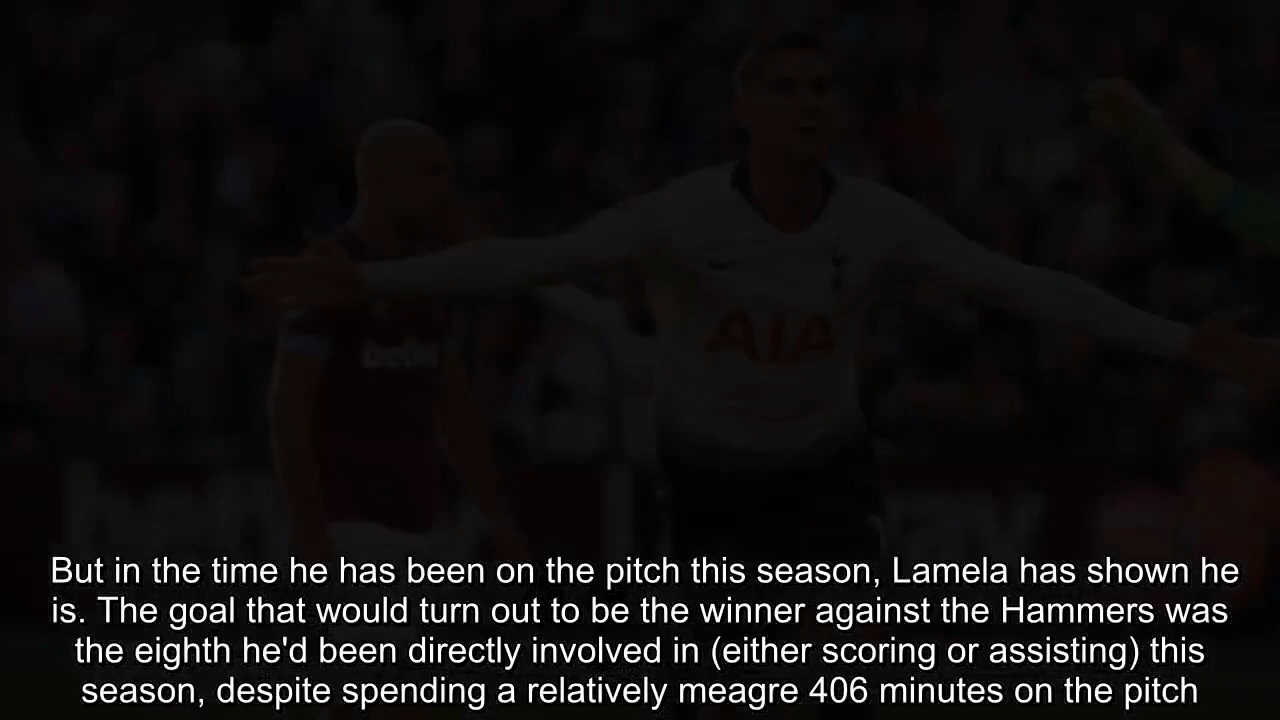 betway
AIA
But in the time he has been on the pitch this season, Lamela has shown he
is. The goal that would turn out to be the winner against the Hammers was
the eighth he'd been directly involved in (either scoring or assisting) this
season, despite spending a relatively meagre 406 minutes on the pitch